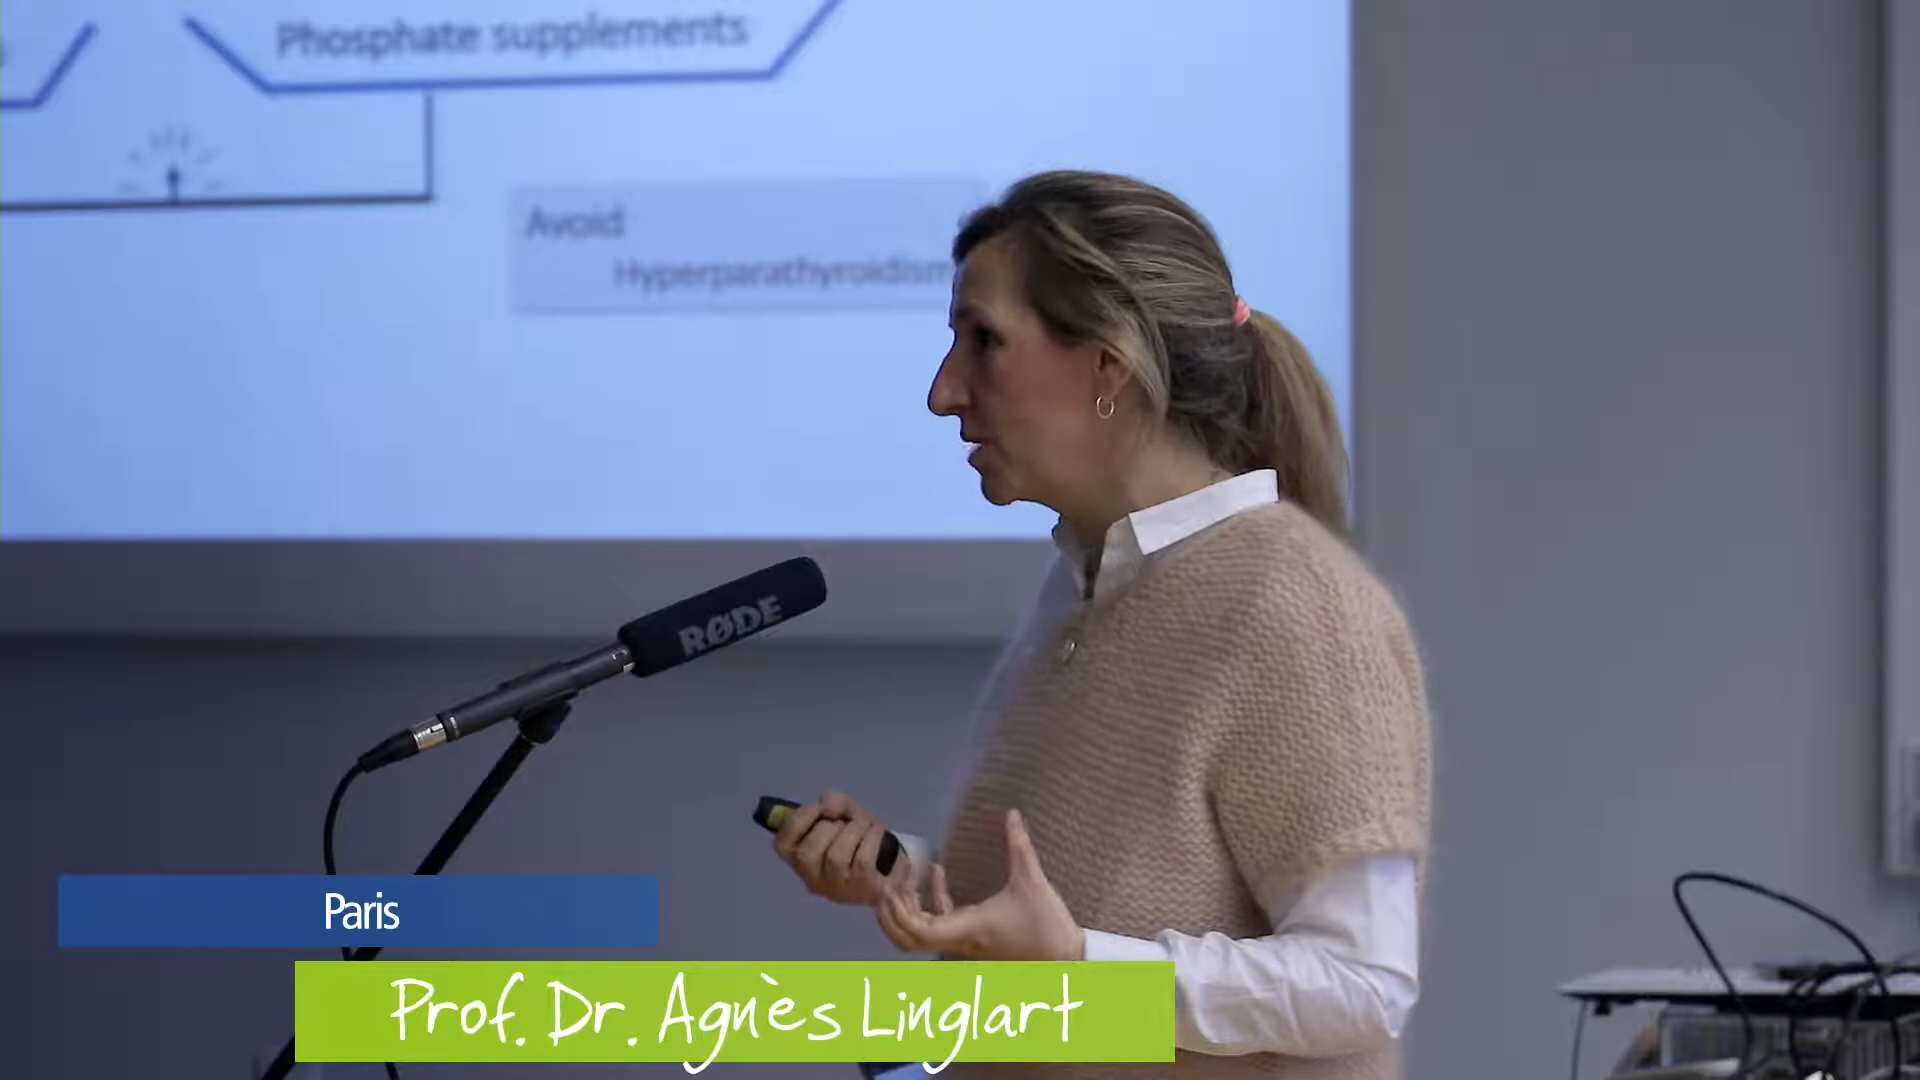 Phosphate supplements
Avoid
Hyperparathyroidism
RØDE
Paris
Prof. Dr. Agnès Linglart